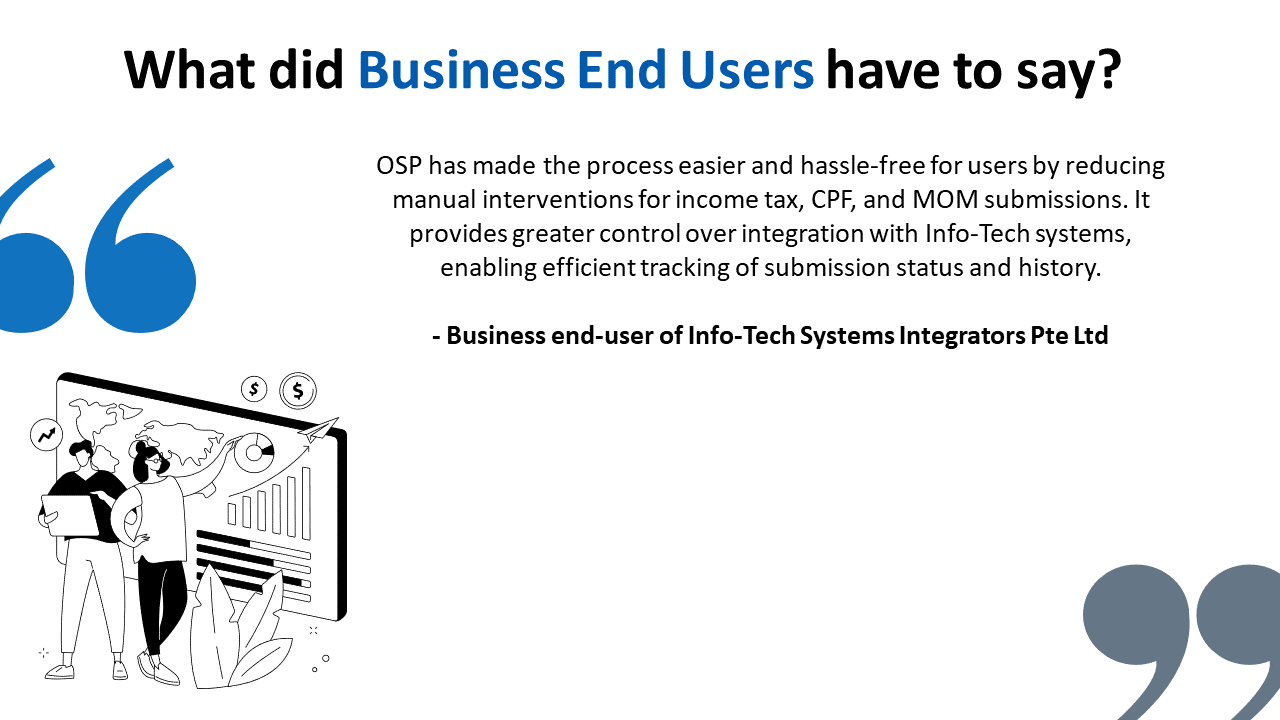 What did Business End Users have to say?
OSP has made the process easier and hassle-free for users by reducing
manual interventions for income tax, CPF, and MOM submissions. It
provides greater control over integration with Info-Tech systems,
enabling efficient tracking of submission status and history.
- Business end-user of Info-Tech Systems Integrators Pte Ltd
$
$